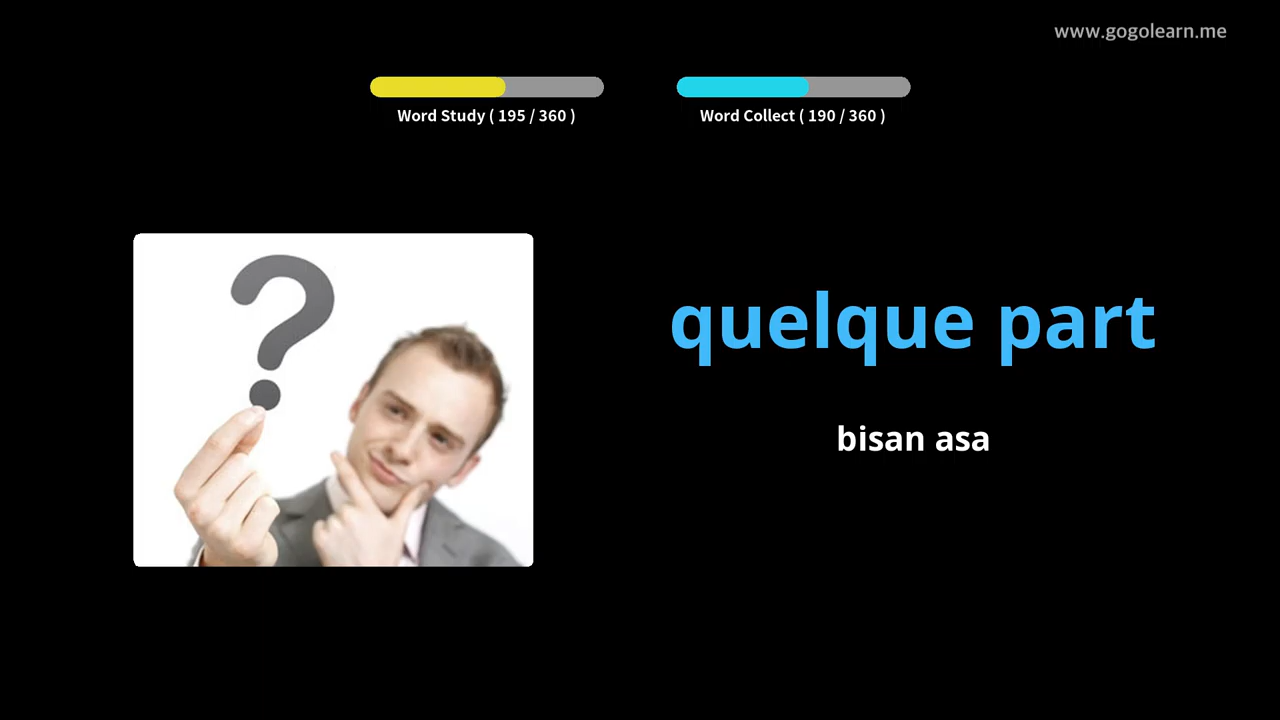 www.gogolearn.me
Word Study ( 195 / 360 )
Word Collect ( 190 / 360 )
quelque part
bisan asa